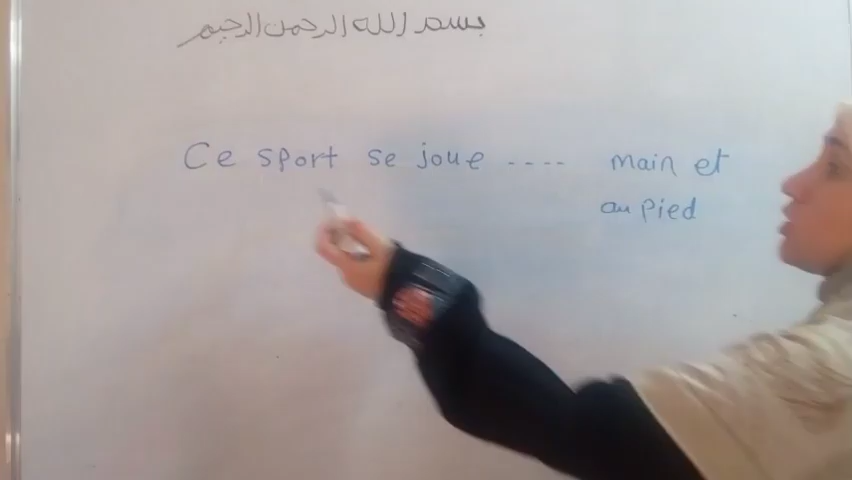 بسم الله الرحمن الرحيم
Ce sport se joue .... main et
au pied